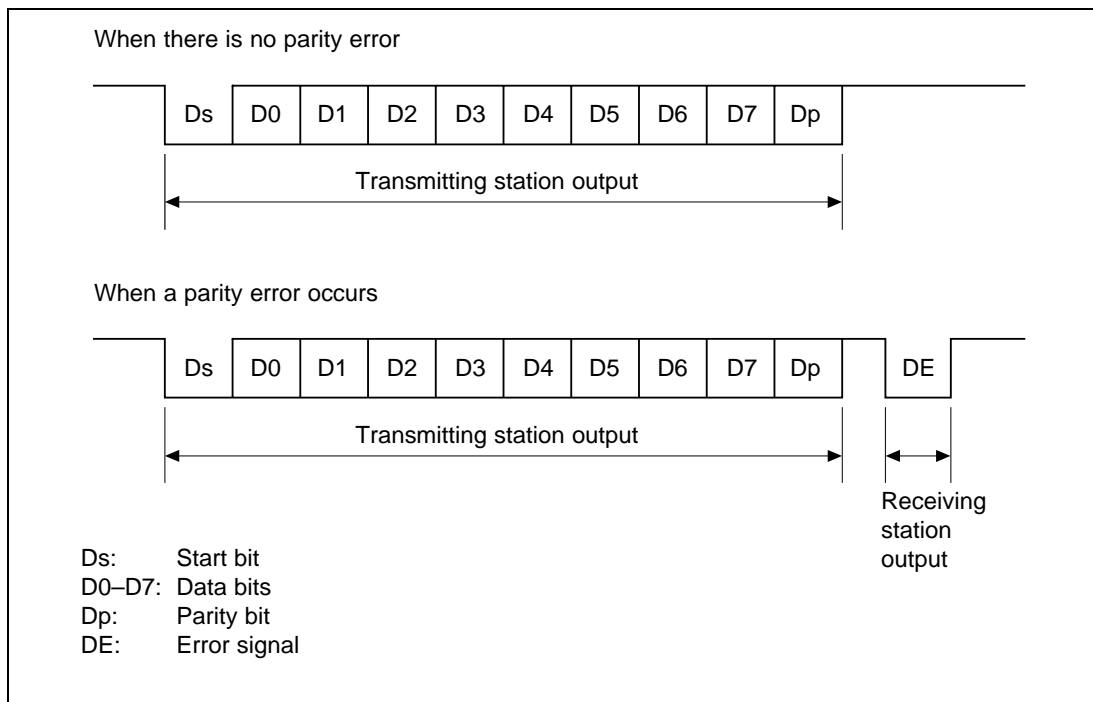 When there is no parity error
Ds D0 D1 D2 D3 D4 D5 D6 D7 Dp
Transmitting station output
When a parity error occurs
Ds D0 D1 D2 D3 D4 D5 D6 D7 Dp DE
Transmitting station output
Receiving
station
output
Ds: Start bit
D0–D7: Data bits
Dp: Parity bit
DE: Error signal